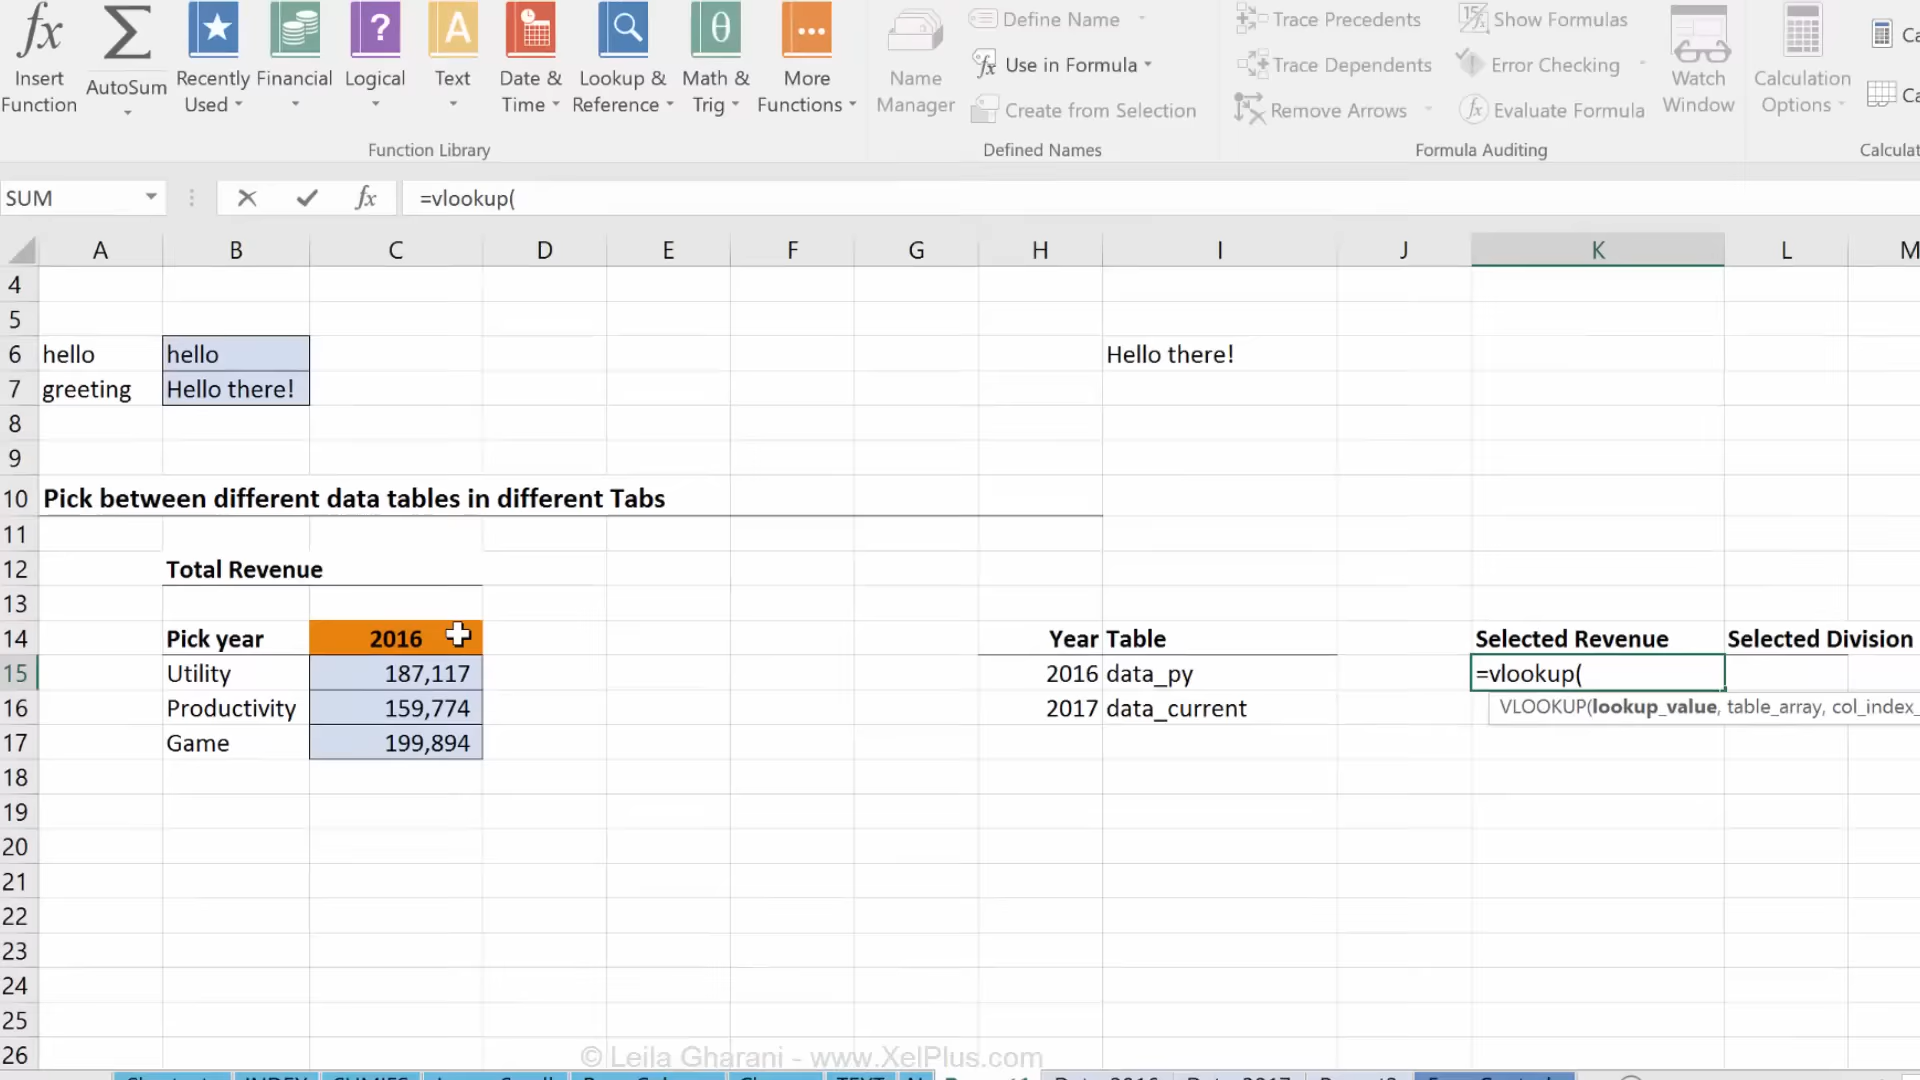 Insert Function
AutoSum
Recently Used
Financial
Logical
Text
Date & Time
Lookup & Reference
Math & Trig
More Functions
Function Library
Name Manager
Define Name
Use in Formula
Create from Selection
Defined Names
Trace Precedents
Trace Dependents
Remove Arrows
Show Formulas
Error Checking
Evaluate Formula
Formula Auditing
Watch Window
Calculation Options
Ca
Ca
Calculat
SUM
fx
=vlookup(
A B C D E F G H I J K L M
4
5
6 hello hello Hello there!
7 greeting Hello there!
8
9
10 Pick between different data tables in different Tabs
11
12 Total Revenue
13
14 Pick year 2016 Year Table Selected Revenue Selected Division
15 Utility 187,117 2016 data_py =vlookup(
16 Productivity 159,774 2017 data_current VLOOKUP(lookup_value, table_array, col_index_
17 Game 199,894
18
19
20
21
22
23
24
25
26
© Leila Gharani - www.XelPlus.com